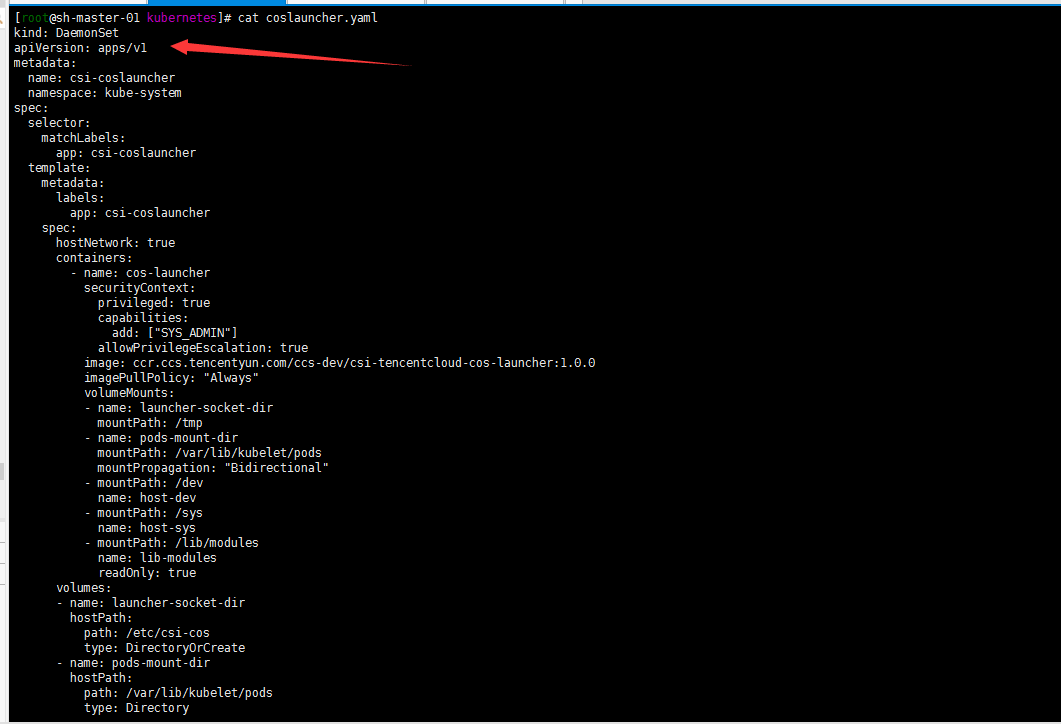 [root@sh-master-01 kubernetes]# cat coslauncher.yaml
kind: DaemonSet
apiVersion: apps/v1
metadata:
  name: csi-coslauncher
  namespace: kube-system
spec:
  selector:
    matchLabels:
      app: csi-coslauncher
  template:
    metadata:
      labels:
        app: csi-coslauncher
    spec:
      hostNetwork: true
      containers:
        - name: cos-launcher
          securityContext:
            privileged: true
            capabilities:
              add: ["SYS_ADMIN"]
            allowPrivilegeEscalation: true
          image: ccr.ccs.tencentyun.com/ccs-dev/csi-tencentcloud-cos-launcher:1.0.0
          imagePullPolicy: "Always"
          volumeMounts:
          - name: launcher-socket-dir
            mountPath: /tmp
          - name: pods-mount-dir
            mountPath: /var/lib/kubelet/pods
            mountPropagation: "Bidirectional"
          - mountPath: /dev
            name: host-dev
          - mountPath: /sys
            name: host-sys
          - mountPath: /lib/modules
            name: lib-modules
            readOnly: true
      volumes:
      - name: launcher-socket-dir
        hostPath:
          path: /etc/csi-cos
          type: DirectoryOrCreate
      - name: pods-mount-dir
        hostPath:
          path: /var/lib/kubelet/pods
          type: Directory